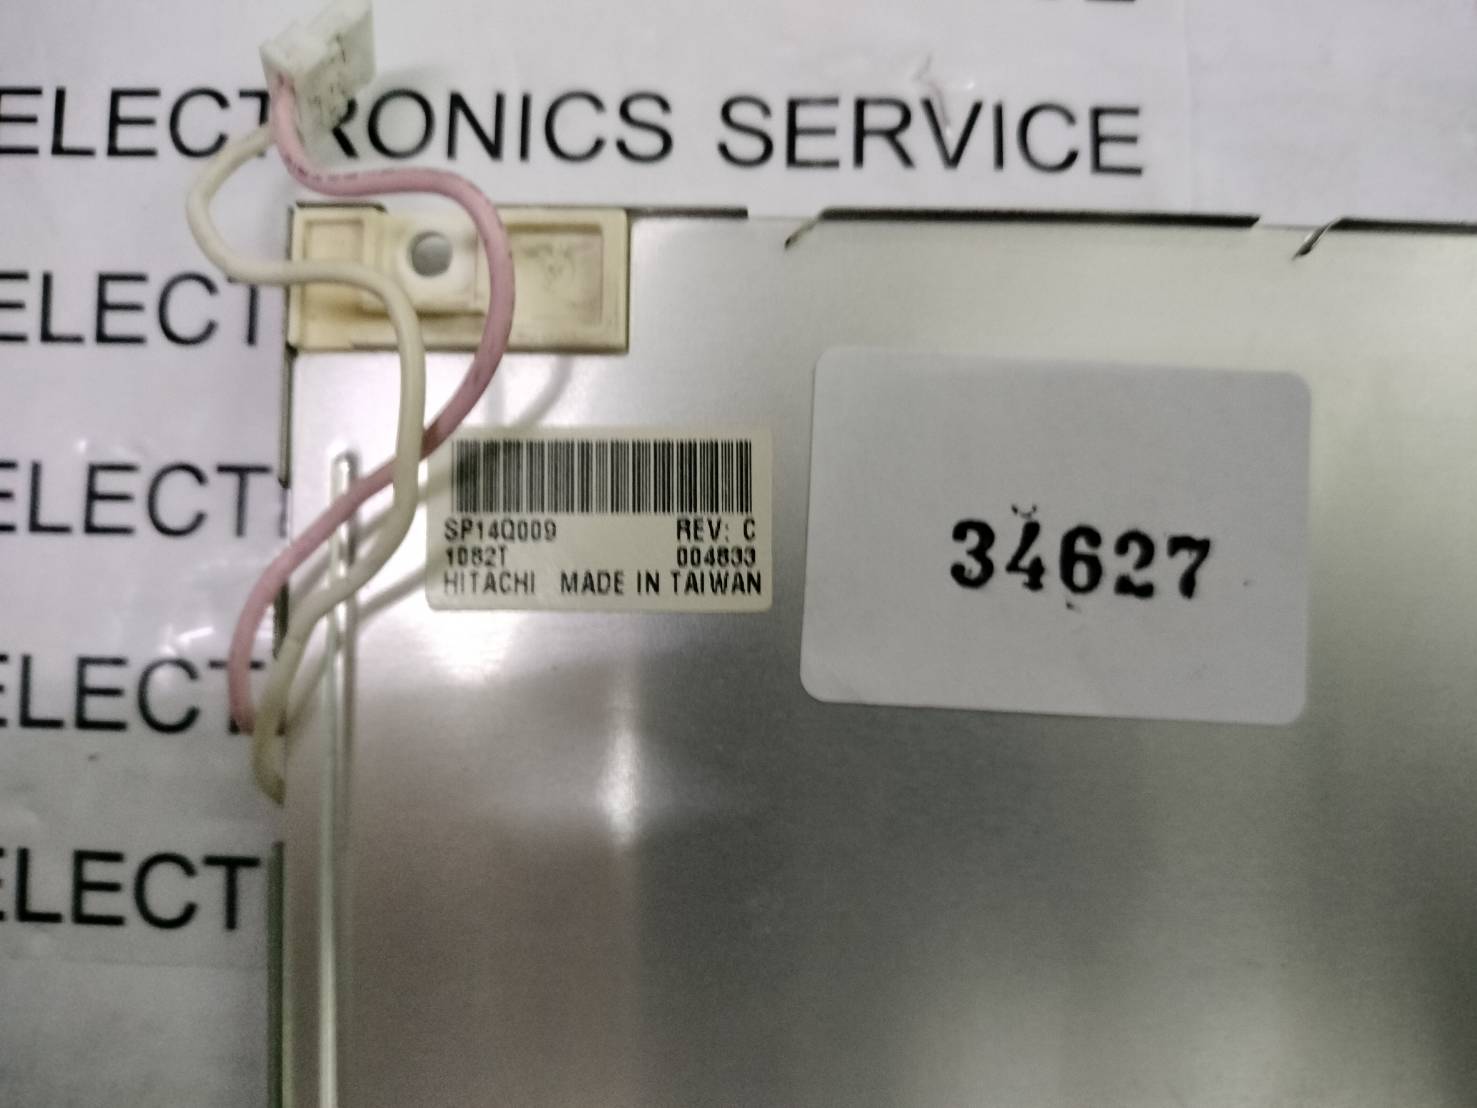 ELECTRONICS SERVICE
ELECT
ELECT
ELECT
ELECT
SP14Q009 REV: C
1082T 004833
HITACHI MADE IN TAIWAN
34627